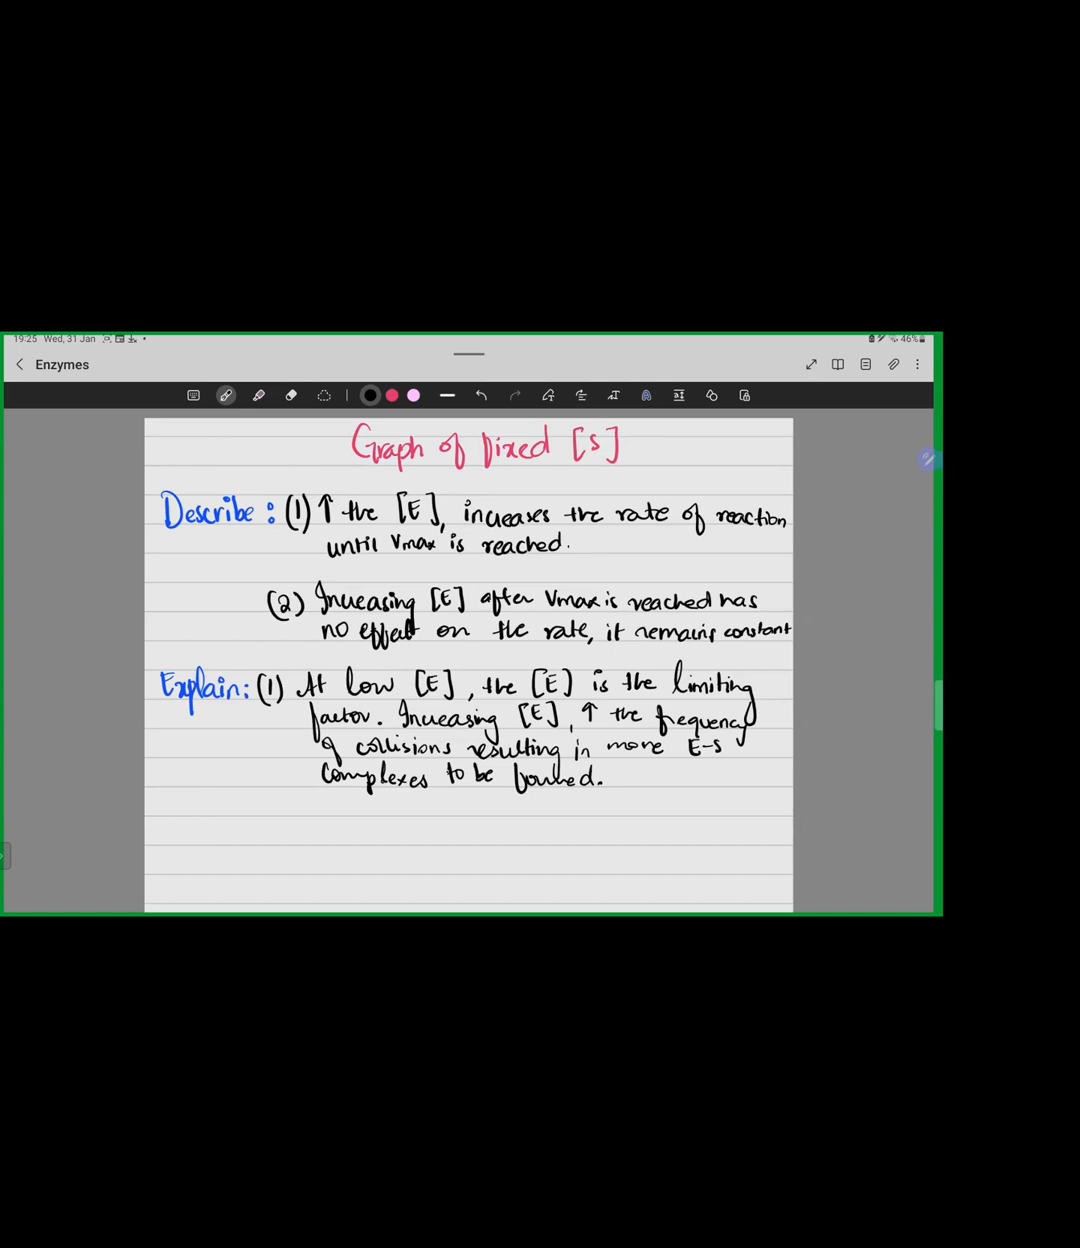 19:25 Wed, 31 Jan
46%
Enzymes
Graph of fixed [S]
Describe: (1) ↑ the [E], increases the rate of reaction
until Vmax is reached.
(2) Increasing [E] after Vmax is reached has
no effect on the rate, it remains constant
Explain: (1) At low [E], the [E] is the limiting
factor. Increasing [E], ↑ the frequency
of collisions resulting in more E-S
complexes to be formed.